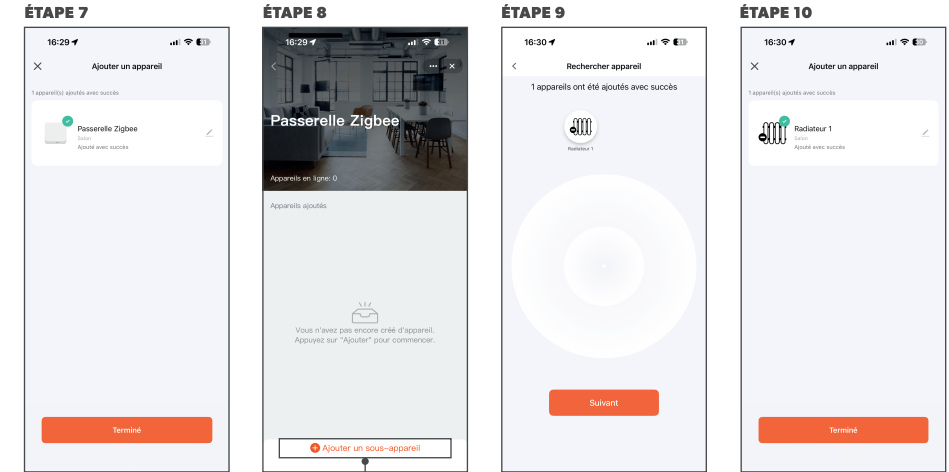 ÉTAPE 7
16:29
31
Ajouter un appareil
1 appareil(s) ajoutés avec succès
Passerelle Zigbee
Salon
Ajouté avec succès
Terminé
ÉTAPE 8
16:29
31
Passerelle Zigbee
Appareils en ligne: 0
Appareils ajoutés
Vous n'avez pas encore créé d'appareil.
Appuyez sur "Ajouter" pour commencer.
Ajouter un sous-appareil
ÉTAPE 9
16:30
31
Rechercher appareil
1 appareils ont été ajoutés avec succès
Radiateur 1
Suivant
ÉTAPE 10
16:30
30
Ajouter un appareil
1 appareil(s) ajoutés avec succès
Radiateur 1
Salon
Ajouté avec succès
Terminé